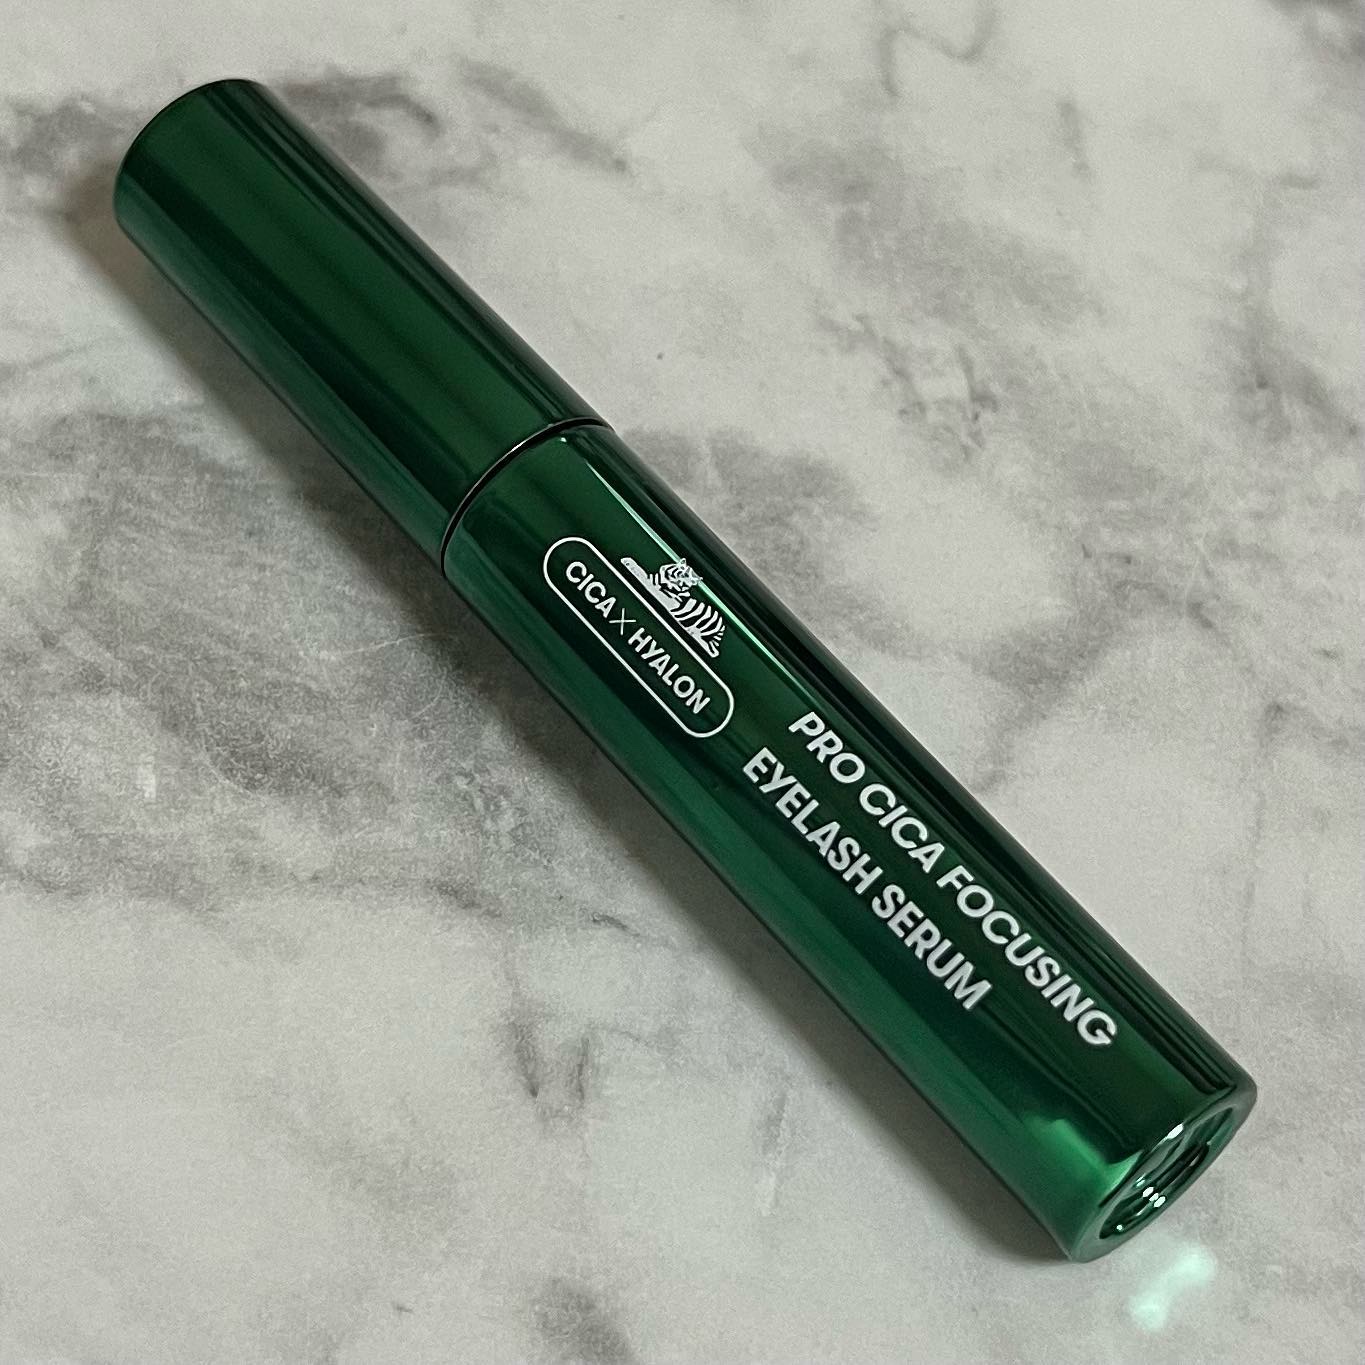 CICA X HYALON
PRO CICA FOCUSING
EYELASH SERUM